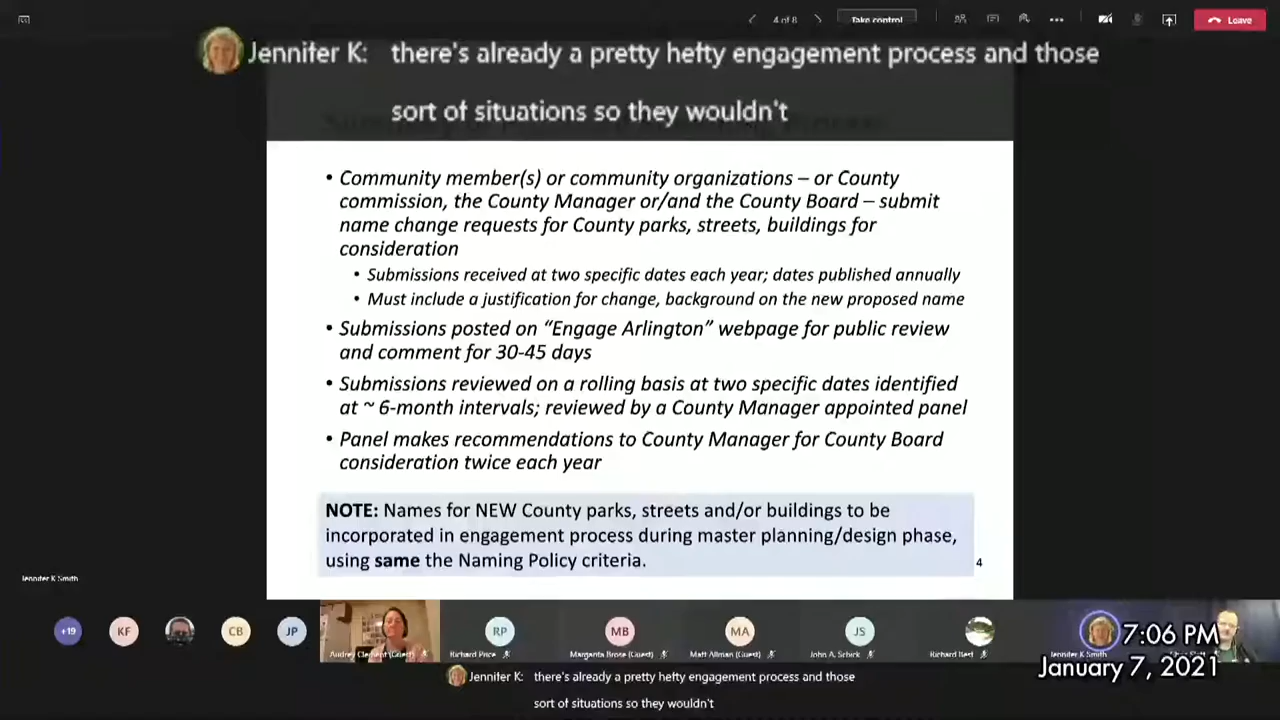 4 of 8
Take control
Leave
Jennifer K: there's already a pretty hefty engagement process and those
sort of situations so they wouldn't
• Community member(s) or community organizations – or County
commission, the County Manager or/and the County Board – submit
name change requests for County parks, streets, buildings for
consideration
• Submissions received at two specific dates each year; dates published annually
• Must include a justification for change, background on the new proposed name
• Submissions posted on “Engage Arlington” webpage for public review
and comment for 30-45 days
• Submissions reviewed on a rolling basis at two specific dates identified
at ~ 6-month intervals; reviewed by a County Manager appointed panel
• Panel makes recommendations to County Manager for County Board
consideration twice each year
NOTE: Names for NEW County parks, streets and/or buildings to be
incorporated in engagement process during master planning/design phase,
using same the Naming Policy criteria.
4
Jennifer K Smith
+19 KF CB JP RP MB MA JS
Audrey Clement (Guest) Richard Price Margarita Brose (Guest) Matt Allman (Guest) John A. Schick Richard Best Jennifer K Smith
7:06 PM
January 7, 2021
Jennifer K: there's already a pretty hefty engagement process and those
sort of situations so they wouldn't